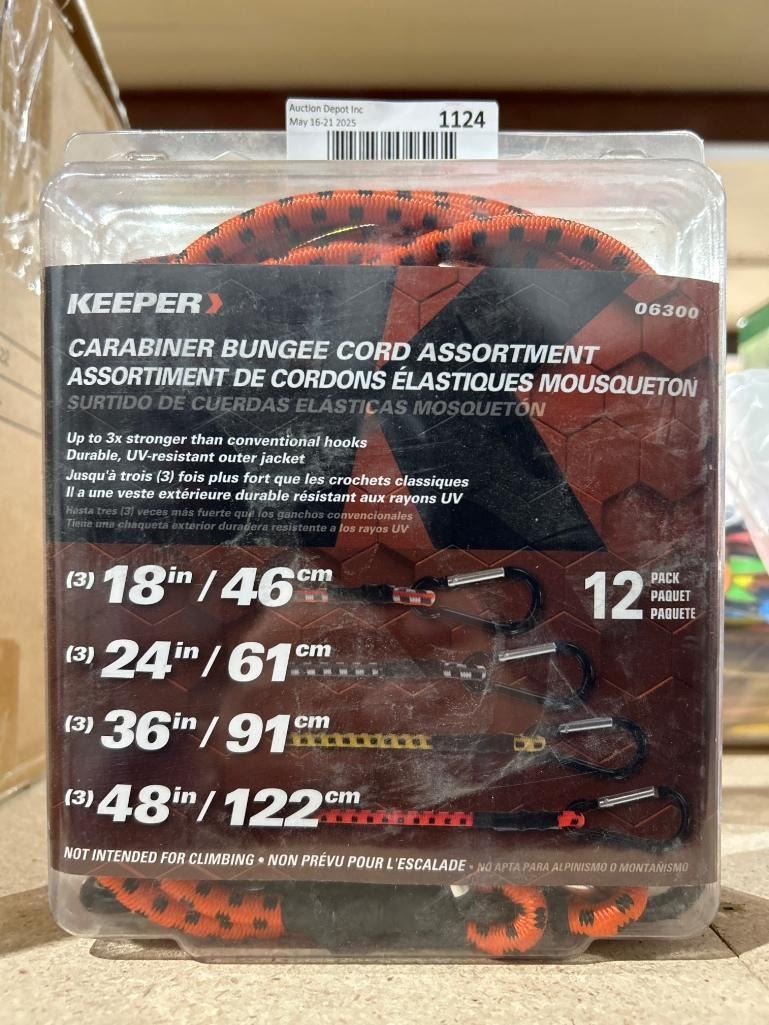 Auction Depot Inc
May 16-21 2025
1124
KEEPER
06300
CARABINER BUNGEE CORD ASSORTMENT
ASSORTIMENT DE CORDONS ÉLASTIQUES MOUSQUETON
SURTIDO DE CUERDAS ELÁSTICAS MOSQUETÓN
Up to 3x stronger than conventional hooks
Durable, UV-resistant outer jacket
Jusqu'à trois (3) fois plus fort que les crochets classiques
Il a une veste extérieure durable résistant aux rayons UV
Hasta tres (3) veces más fuerte que los ganchos convencionales
Tiene una chaqueta exterior duradera resistente a los rayos UV
(3) 18in / 46cm
12 PACK
PAQUET
PAQUETE
(3) 24in / 61cm
(3) 36in / 91cm
(3) 48in / 122cm
NOT INTENDED FOR CLIMBING • NON PRÉVU POUR L'ESCALADE • NO APTA PARA ALPINISMO O MONTAÑISMO